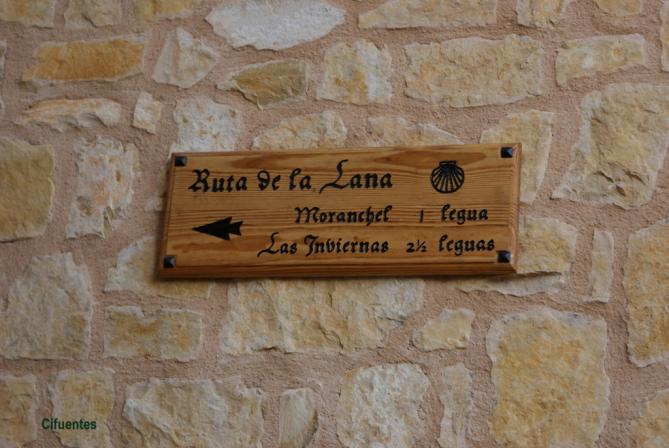 Ruta de la Lana
Moranchel 1 legua
Las Inviernas 2½ leguas
Cifuentes